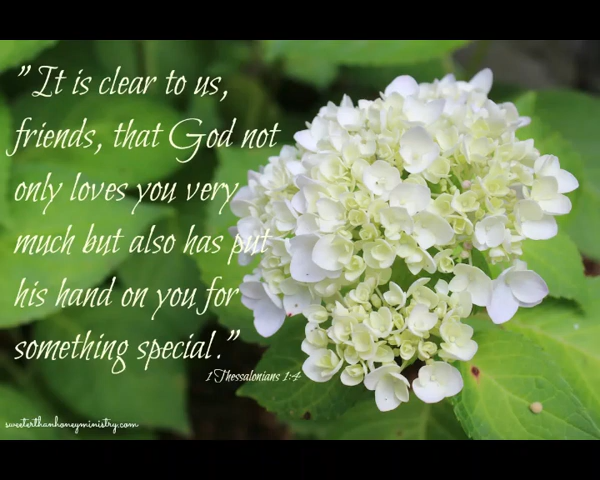 "It is clear to us,
friends, that God not
only loves you very
much but also has put
his hand on you for
something special."
1 Thessalonians 1:4
sweeterthanhoneyministry.com